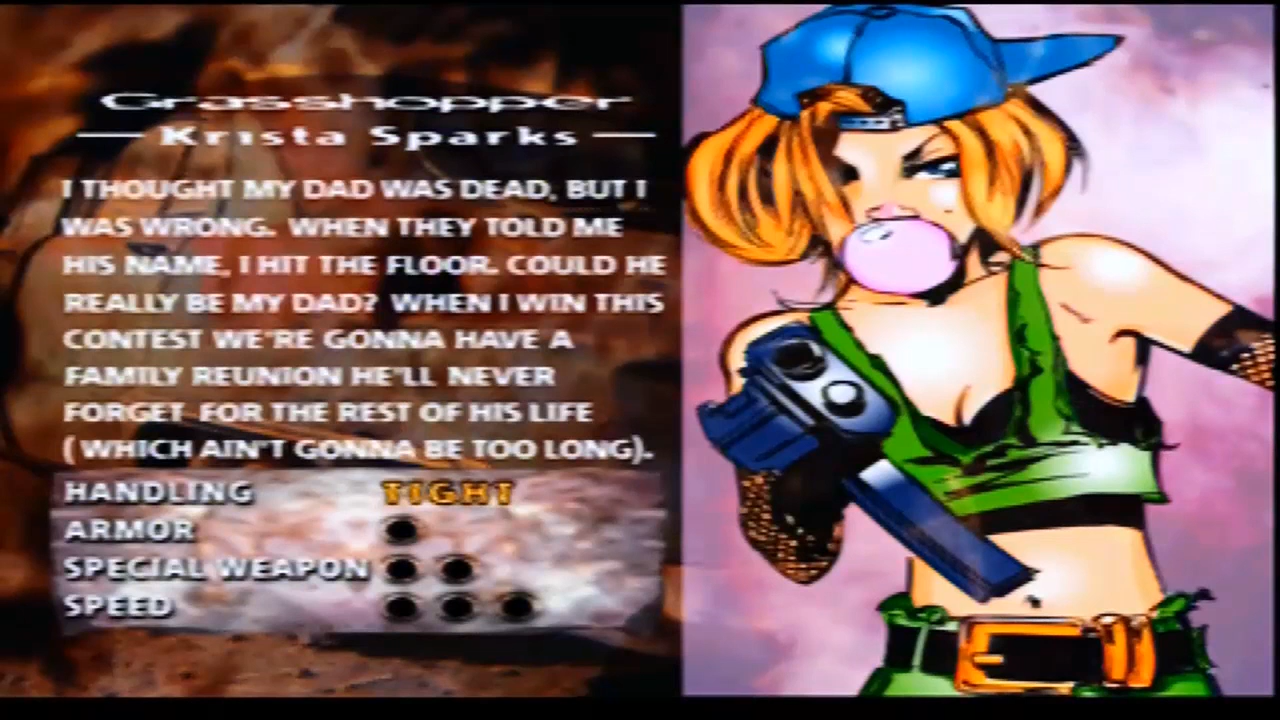 Grasshopper
Krista Sparks
I THOUGHT MY DAD WAS DEAD, BUT I
WAS WRONG. WHEN THEY TOLD ME
HIS NAME, I HIT THE FLOOR. COULD HE
REALLY BE MY DAD? WHEN I WIN THIS
CONTEST WE'RE GONNA HAVE A
FAMILY REUNION HE'LL NEVER
FORGET FOR THE REST OF HIS LIFE
( WHICH AIN'T GONNA BE TOO LONG).
HANDLING TIGHT
ARMOR
SPECIAL WEAPON
SPEED